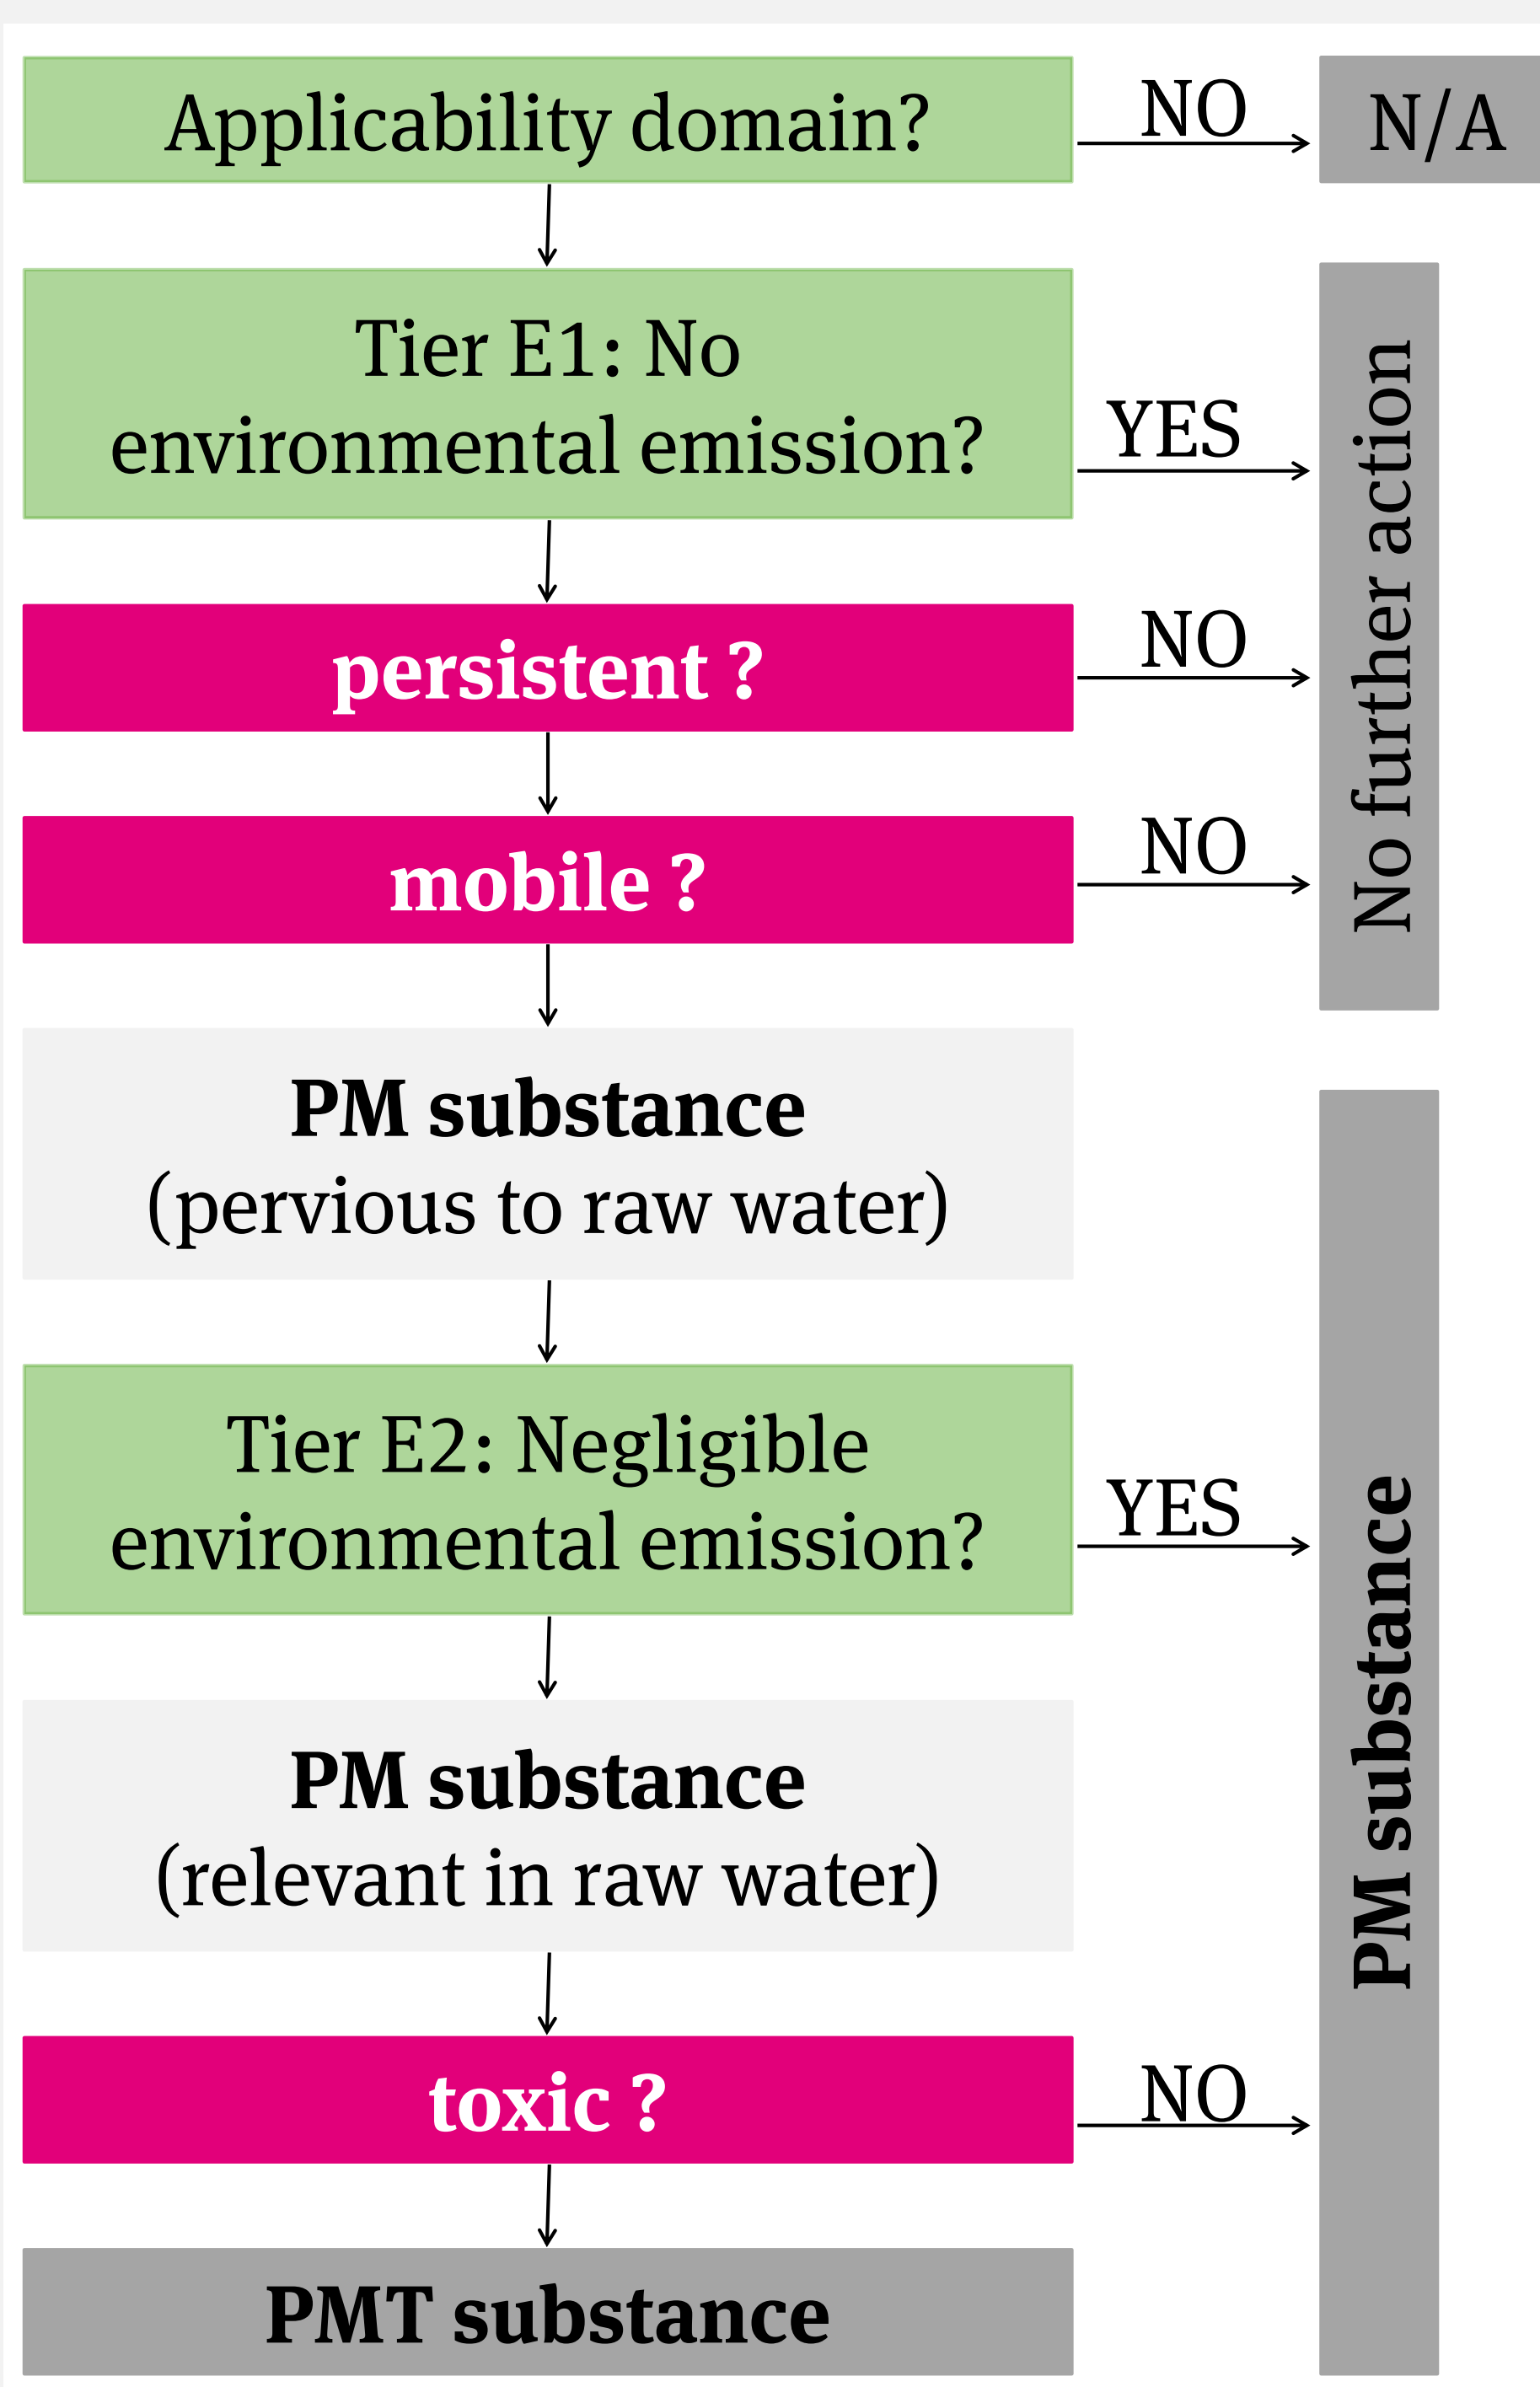 Applicability domain?
NO
N/A
Tier E1: No
environmental emission?
YES
No further action
persistent ?
NO
mobile ?
NO
PM substance
(pervious to raw water)
Tier E2: Negligible
environmental emission?
YES
PM substance
PM substance
(relevant in raw water)
toxic ?
NO
PMT substance